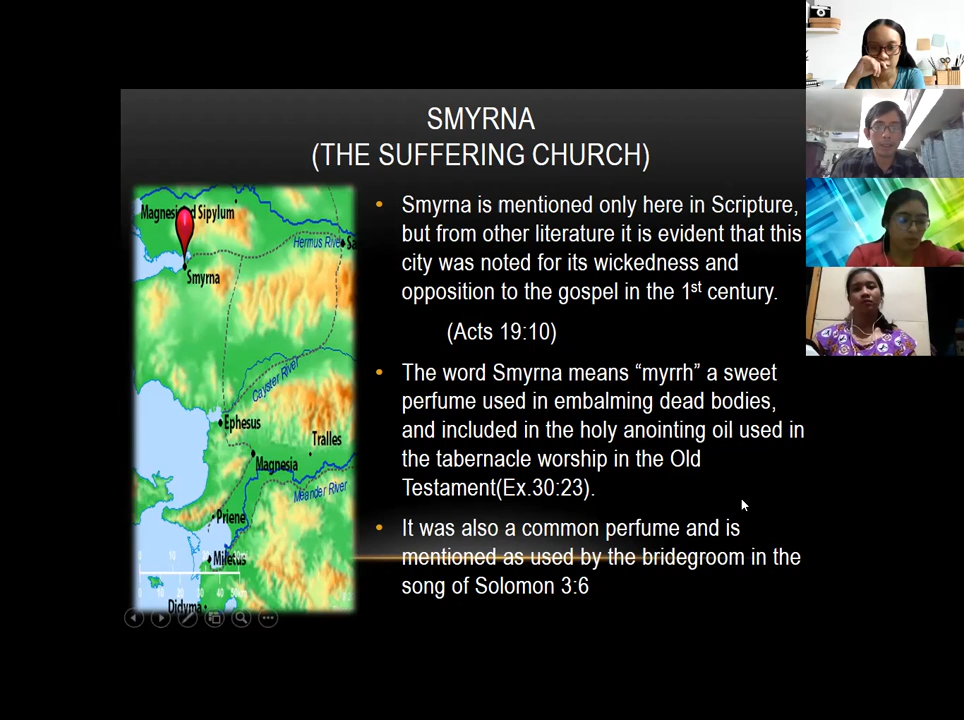 SMYRNA
(THE SUFFERING CHURCH)
Magnesia Sipylum
Hermus River
Sa
Smyrna
Cayster River
Ephesus
Tralles
Magnesia
Meander River
Priene
Miletus
Didyma
• Smyrna is mentioned only here in Scripture,
but from other literature it is evident that this
city was noted for its wickedness and
opposition to the gospel in the 1st century.
(Acts 19:10)
• The word Smyrna means “myrrh” a sweet
perfume used in embalming dead bodies,
and included in the holy anointing oil used in
the tabernacle worship in the Old
Testament(Ex.30:23).
• It was also a common perfume and is
mentioned as used by the bridegroom in the
song of Solomon 3:6